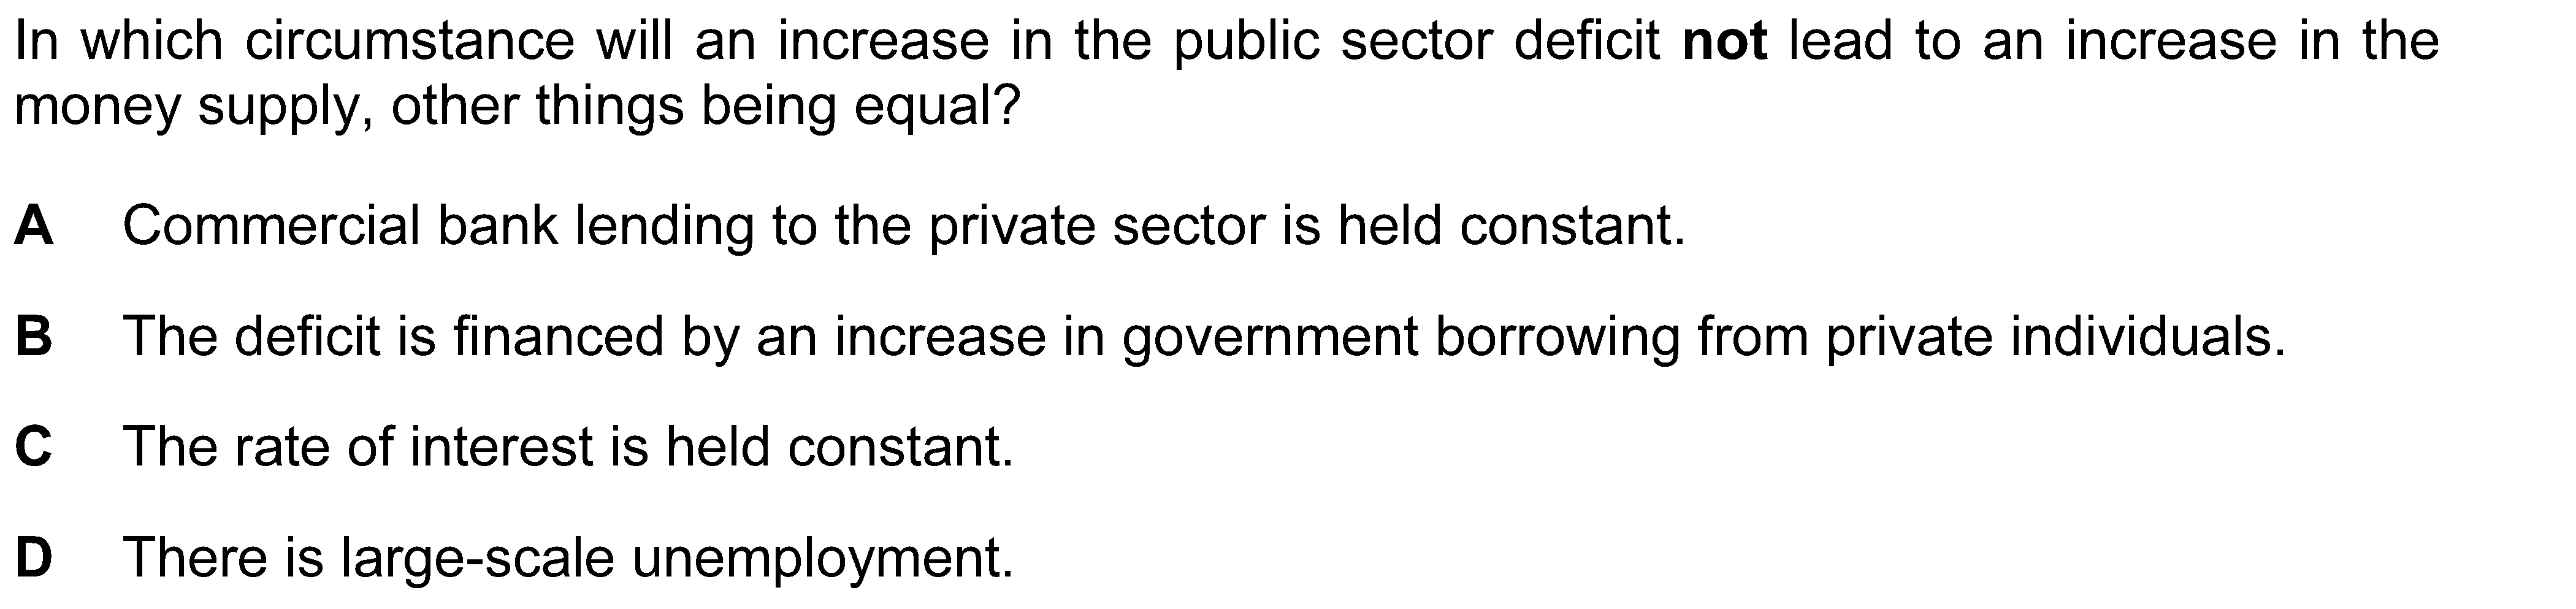 In which circumstance will an increase in the public sector deficit not lead to an increase in the
money supply, other things being equal?
A Commercial bank lending to the private sector is held constant.
B The deficit is financed by an increase in government borrowing from private individuals.
C The rate of interest is held constant.
D There is large-scale unemployment.